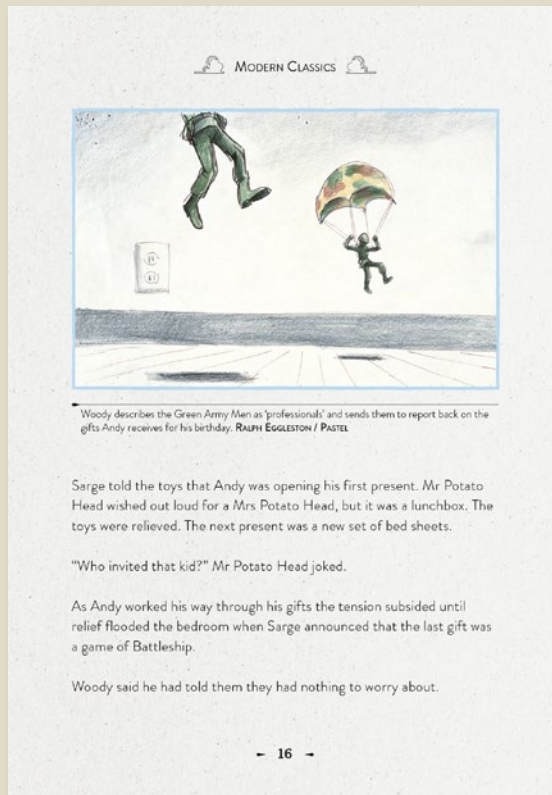 Modern Classics
Woody describes the Green Army Men as 'professionals' and sends them to report back on the
gifts Andy receives for his birthday. Ralph Eggleston / Pastel
Sarge told the toys that Andy was opening his first present. Mr Potato
Head wished out loud for a Mrs Potato Head, but it was a lunchbox. The
toys were relieved. The next present was a new set of bed sheets.
“Who invited that kid?” Mr Potato Head joked.
As Andy worked his way through his gifts the tension subsided until
relief flooded the bedroom when Sarge announced that the last gift was
a game of Battleship.
Woody said he had told them they had nothing to worry about.
16